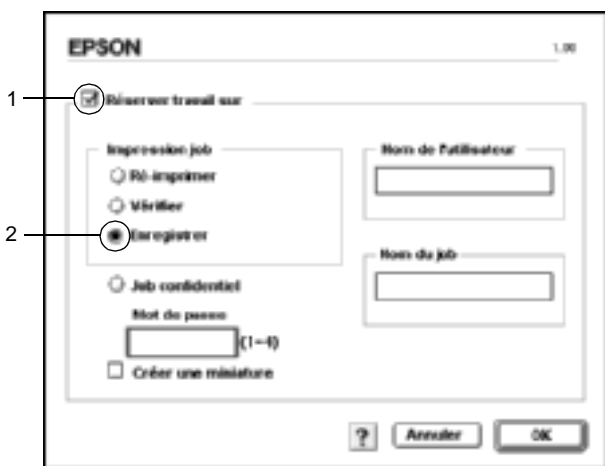 EPSON
1.00
1
Réserver travail sur
Impression job
Ré-imprimer
Vérifier
2
Enregistrer
Job confidentiel
Mot de passe
(1~4)
Créer une miniature
Nom de l'utilisateur
Nom du job
?
Annuler
OK